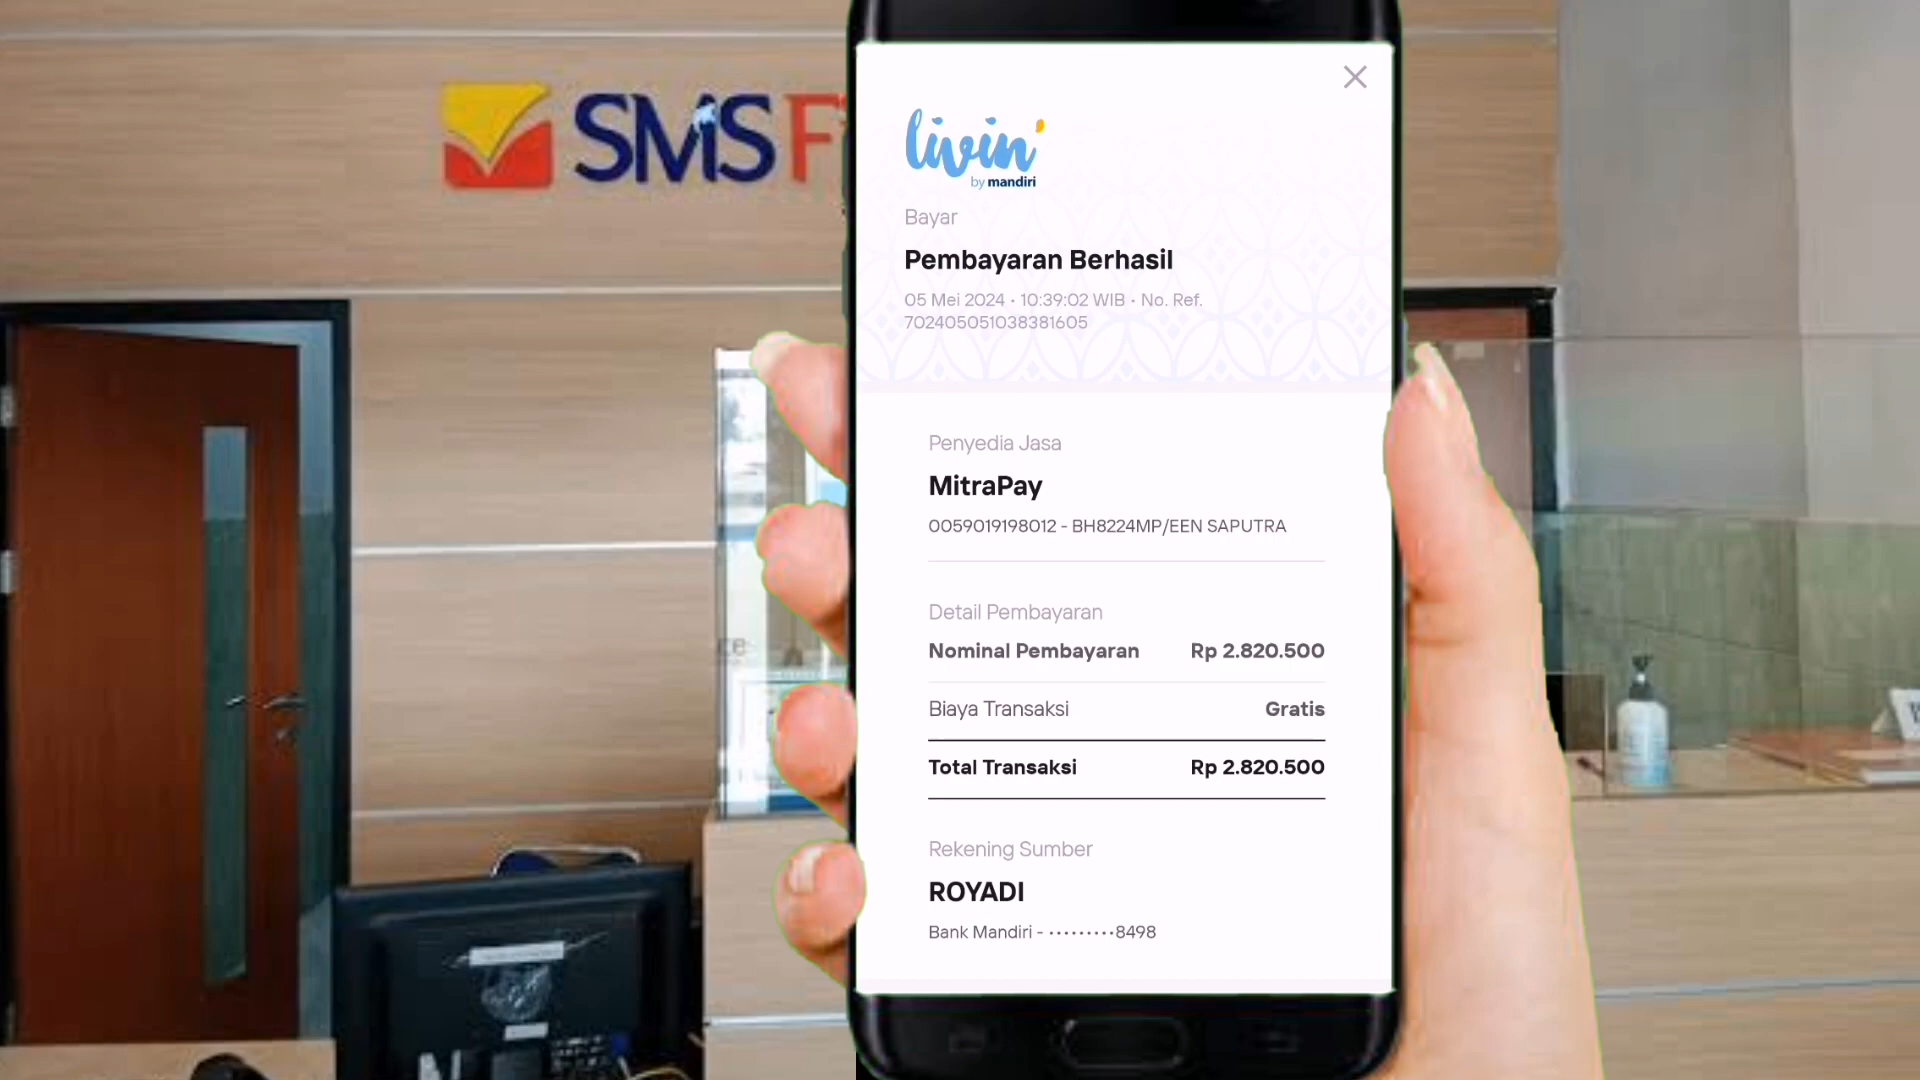 SMS F
livin'
by mandiri
Bayar
Pembayaran Berhasil
05 Mei 2024 • 10:39:02 WIB • No. Ref.
702405051038381605
Penyedia Jasa
MitraPay
0059019198012 - BH8224MP/EEN SAPUTRA
Detail Pembayaran
Nominal Pembayaran Rp 2.820.500
Biaya Transaksi Gratis
Total Transaksi Rp 2.820.500
Rekening Sumber
ROYADI
Bank Mandiri - •••••••••8498